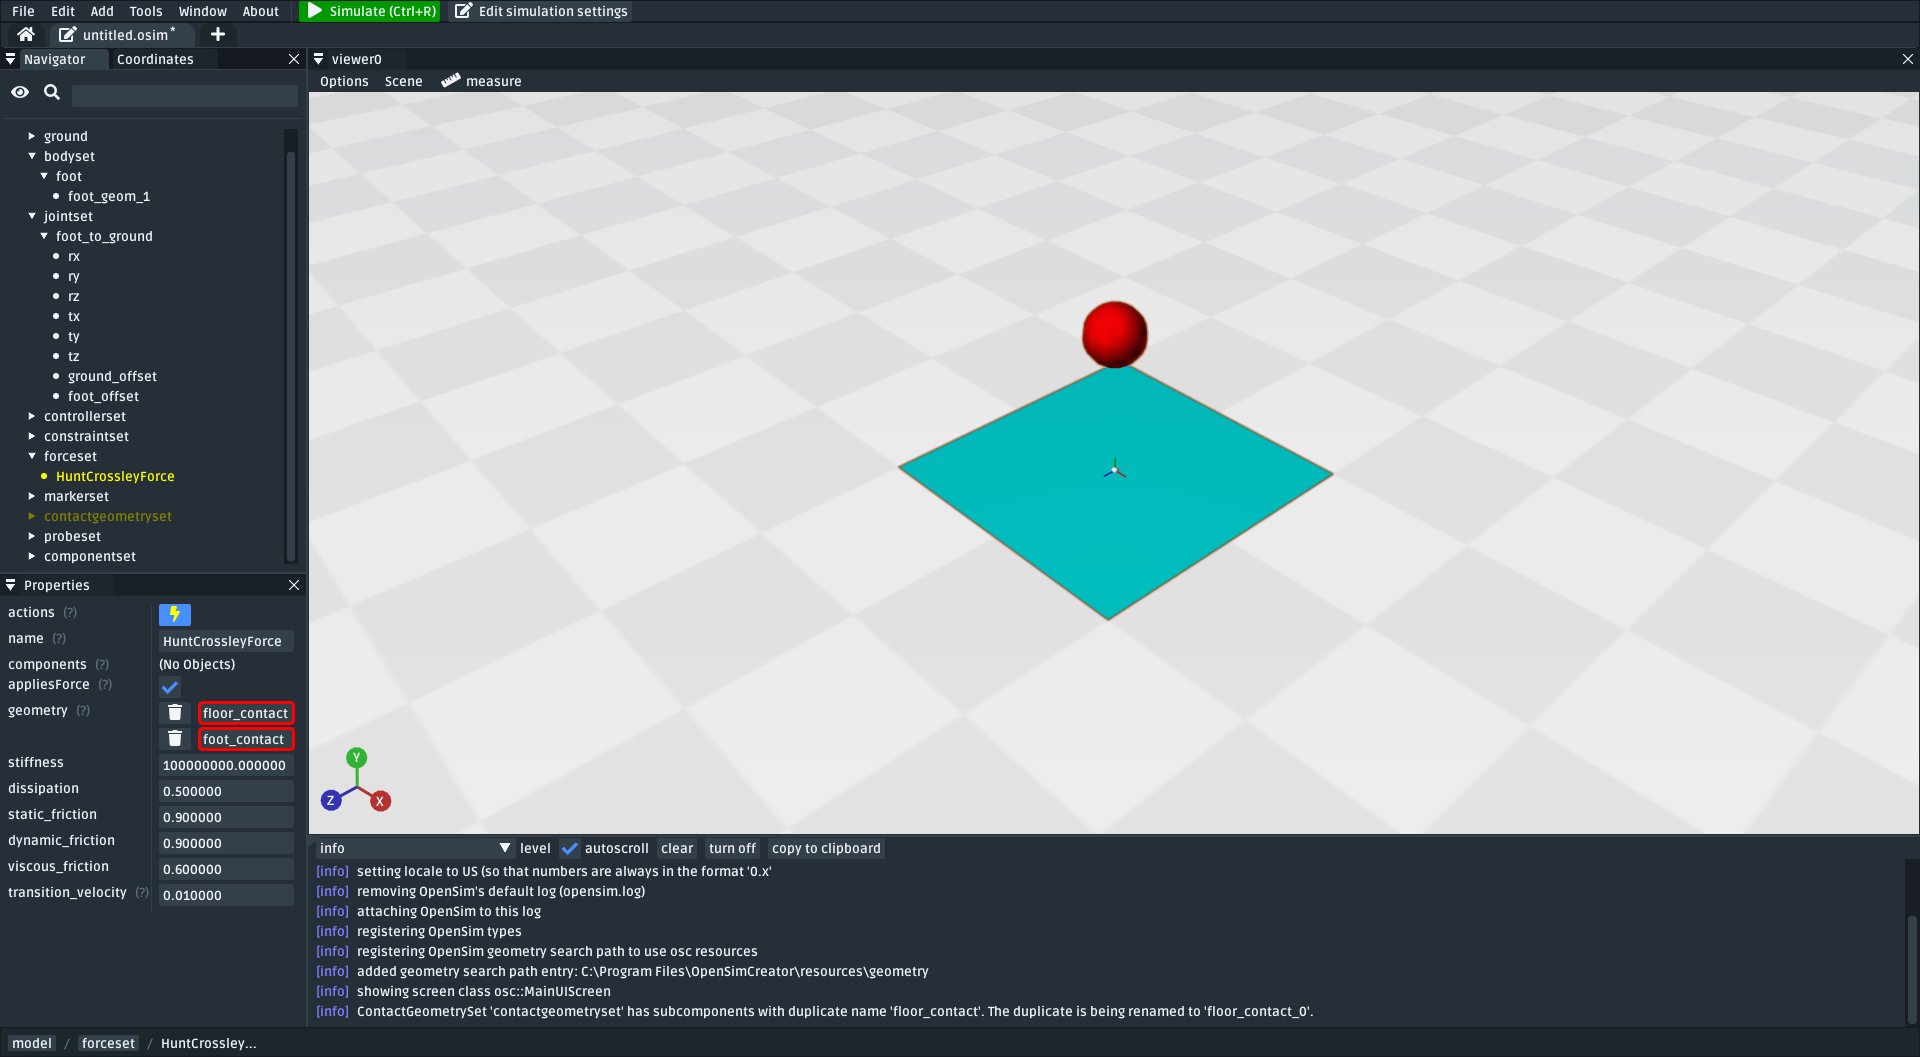 File Edit Add Tools Window About Simulate (Ctrl+R) Edit simulation settings
untitled.osim*
Navigator Coordinates
viewer0
Options Scene measure
ground
bodyset
foot
foot_geom_1
jointset
foot_to_ground
rx
ry
rz
tx
ty
tz
ground_offset
foot_offset
controllerset
constraintset
forceset
HuntCrossleyForce
markerset
contactgeometryset
probeset
componentset
Properties
actions (?)
name (?) HuntCrossleyForce
components (?) (No Objects)
appliesForce (?)
geometry (?) floor_contact
foot_contact
stiffness 100000000.000000
dissipation 0.500000
static_friction 0.900000
dynamic_friction 0.900000
viscous_friction 0.600000
transition_velocity (?) 0.010000
Y
Z X
info level autoscroll clear turn off copy to clipboard
[info] setting locale to US (so that numbers are always in the format '0.x'
[info] removing OpenSim's default log (opensim.log)
[info] attaching OpenSim to this log
[info] registering OpenSim types
[info] registering OpenSim geometry search path to use osc resources
[info] added geometry search path entry: C:\Program Files\OpenSimCreator\resources\geometry
[info] showing screen class osc::MainUIScreen
[info] ContactGeometrySet 'contactgeometryset' has subcomponents with duplicate name 'floor_contact'. The duplicate is being renamed to 'floor_contact_0'.
model / forceset / HuntCrossley...